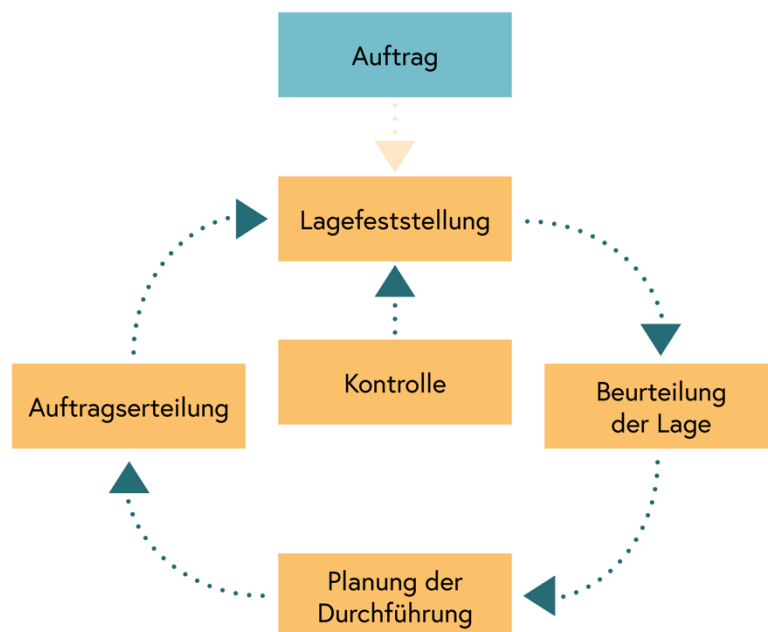 Auftrag
Lagefeststellung
Kontrolle
Auftragserteilung
Beurteilung
der Lage
Planung der
Durchführung